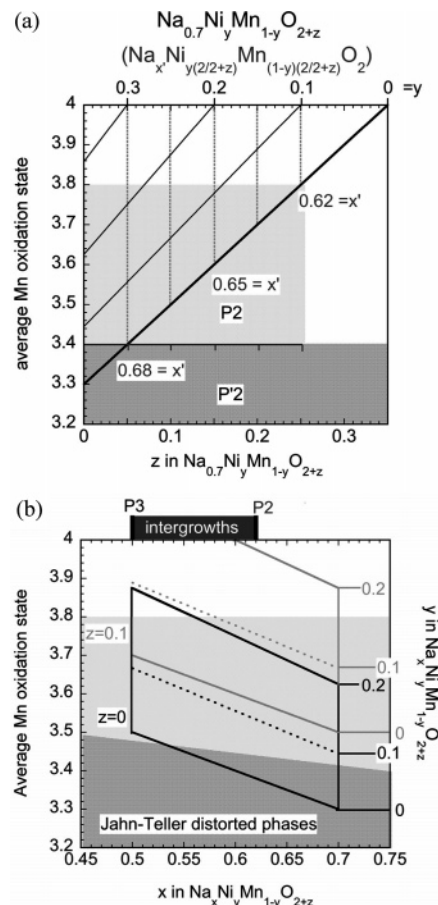 (a)
Na0.7NiyMn1-yO2+z
(Nax'Niy(2/2+z)Mn(1-y)(2/2+z)O2)
0.3 0.2 0.1 0 =y
average Mn oxidation state
4
3.9
3.8
3.7
3.6
3.5
3.4
3.3
3.2
0.62 =x'
0.65 = x'
P2
0.68 = x'
P'2
0 0.1 0.2 0.3
z in Na0.7NiyMn1-yO2+z
(b)
P3 P2
intergrowths
Average Mn oxidation state
4
3.9
3.8
3.7
3.6
3.5
3.4
3.3
3.2
z=0.1
z=0
0.2
0.1
0.2
0
0.1
0
y in NaxNiyMn1-yO2+z
Jahn-Teller distorted phases
0.45 0.5 0.55 0.6 0.65 0.7 0.75
x in NaxNiyMn1-yO2+z